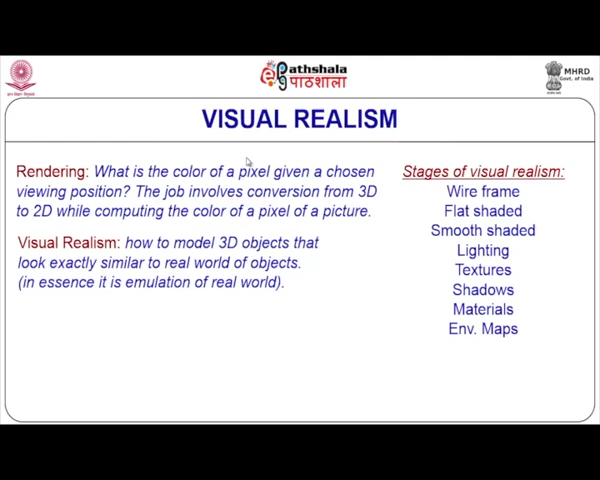 Pathshala
पाठशाला
MHRD
Govt. of India
VISUAL REALISM
Rendering: What is the color of a pixel given a chosen
viewing position? The job involves conversion from 3D
to 2D while computing the color of a pixel of a picture.
Visual Realism: how to model 3D objects that
look exactly similar to real world of objects.
(in essence it is emulation of real world).
Stages of visual realism:
Wire frame
Flat shaded
Smooth shaded
Lighting
Textures
Shadows
Materials
Env. Maps